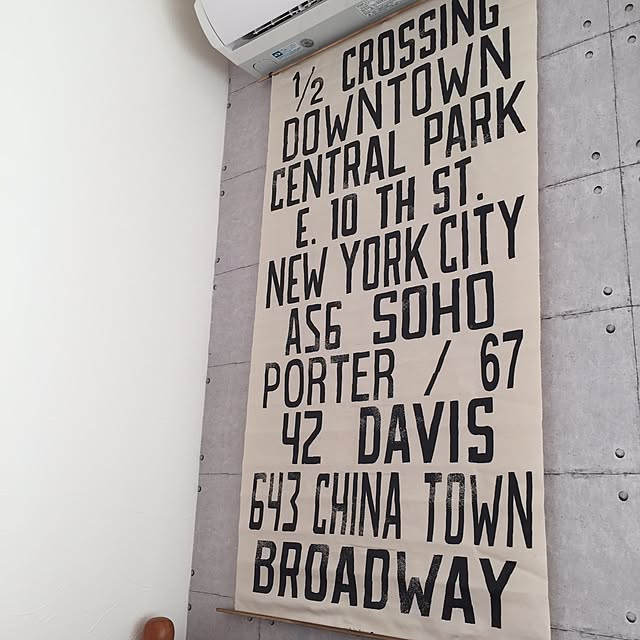 1/2 CROSSING
DOWNTOWN
CENTRAL PARK
E. 10 TH ST.
NEW YORK CITY
AS6 SOHO
PORTER / 67
42 DAVIS
643 CHINA TOWN
BROADWAY